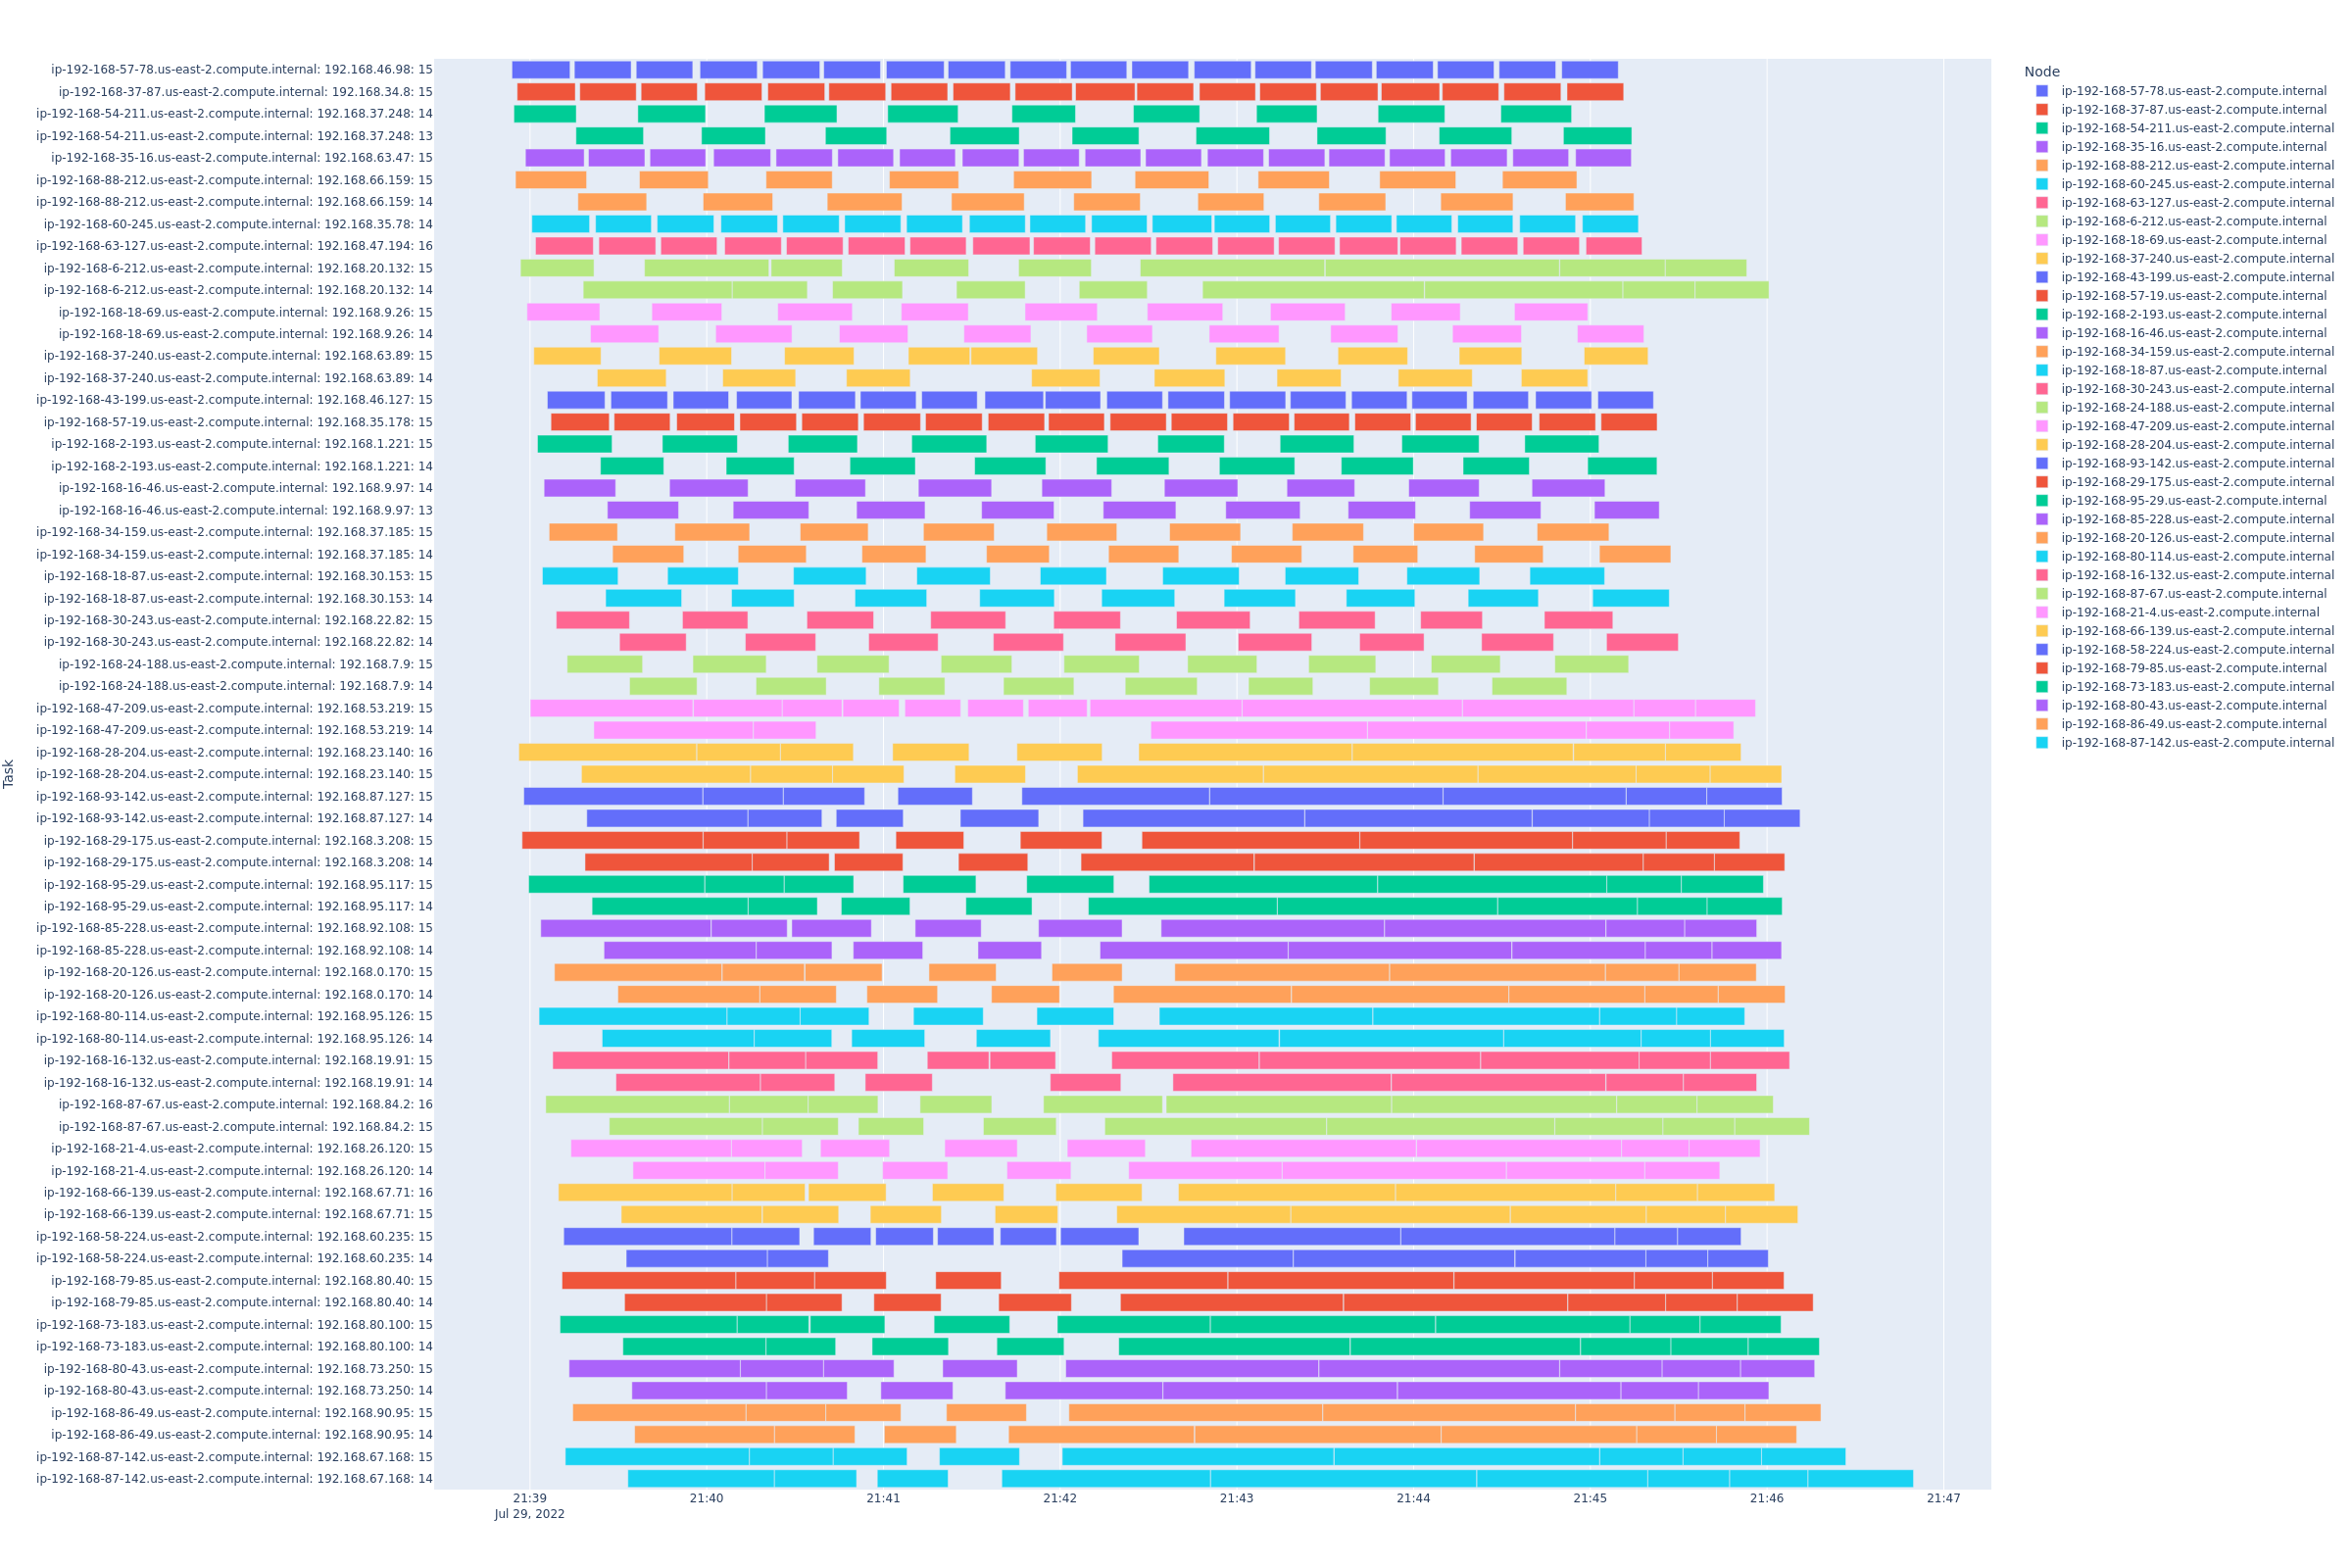 ip-192-168-57-78.us-east-2.compute.internal: 192.168.46.98: 15
ip-192-168-37-87.us-east-2.compute.internal: 192.168.34.8: 15
ip-192-168-54-211.us-east-2.compute.internal: 192.168.37.248: 14
ip-192-168-54-211.us-east-2.compute.internal: 192.168.37.248: 13
ip-192-168-35-16.us-east-2.compute.internal: 192.168.63.47: 15
ip-192-168-88-212.us-east-2.compute.internal: 192.168.66.159: 15
ip-192-168-88-212.us-east-2.compute.internal: 192.168.66.159: 14
ip-192-168-60-245.us-east-2.compute.internal: 192.168.35.78: 14
ip-192-168-63-127.us-east-2.compute.internal: 192.168.47.194: 16
ip-192-168-6-212.us-east-2.compute.internal: 192.168.20.132: 15
ip-192-168-6-212.us-east-2.compute.internal: 192.168.20.132: 14
ip-192-168-18-69.us-east-2.compute.internal: 192.168.9.26: 15
ip-192-168-18-69.us-east-2.compute.internal: 192.168.9.26: 14
ip-192-168-37-240.us-east-2.compute.internal: 192.168.63.89: 15
ip-192-168-37-240.us-east-2.compute.internal: 192.168.63.89: 14
ip-192-168-43-199.us-east-2.compute.internal: 192.168.46.127: 15
ip-192-168-57-19.us-east-2.compute.internal: 192.168.35.178: 15
ip-192-168-2-193.us-east-2.compute.internal: 192.168.1.221: 15
ip-192-168-2-193.us-east-2.compute.internal: 192.168.1.221: 14
ip-192-168-16-46.us-east-2.compute.internal: 192.168.9.97: 14
ip-192-168-16-46.us-east-2.compute.internal: 192.168.9.97: 13
ip-192-168-34-159.us-east-2.compute.internal: 192.168.37.185: 15
ip-192-168-34-159.us-east-2.compute.internal: 192.168.37.185: 14
ip-192-168-18-87.us-east-2.compute.internal: 192.168.30.153: 15
ip-192-168-18-87.us-east-2.compute.internal: 192.168.30.153: 14
ip-192-168-30-243.us-east-2.compute.internal: 192.168.22.82: 15
ip-192-168-30-243.us-east-2.compute.internal: 192.168.22.82: 14
ip-192-168-24-188.us-east-2.compute.internal: 192.168.7.9: 15
ip-192-168-24-188.us-east-2.compute.internal: 192.168.7.9: 14
ip-192-168-47-209.us-east-2.compute.internal: 192.168.53.219: 15
ip-192-168-47-209.us-east-2.compute.internal: 192.168.53.219: 14
ip-192-168-28-204.us-east-2.compute.internal: 192.168.23.140: 16
ip-192-168-28-204.us-east-2.compute.internal: 192.168.23.140: 15
ip-192-168-93-142.us-east-2.compute.internal: 192.168.87.127: 15
ip-192-168-93-142.us-east-2.compute.internal: 192.168.87.127: 14
ip-192-168-29-175.us-east-2.compute.internal: 192.168.3.208: 15
ip-192-168-29-175.us-east-2.compute.internal: 192.168.3.208: 14
ip-192-168-95-29.us-east-2.compute.internal: 192.168.95.117: 15
ip-192-168-95-29.us-east-2.compute.internal: 192.168.95.117: 14
ip-192-168-85-228.us-east-2.compute.internal: 192.168.92.108: 15
ip-192-168-85-228.us-east-2.compute.internal: 192.168.92.108: 14
ip-192-168-20-126.us-east-2.compute.internal: 192.168.0.170: 15
ip-192-168-20-126.us-east-2.compute.internal: 192.168.0.170: 14
ip-192-168-80-114.us-east-2.compute.internal: 192.168.95.126: 15
ip-192-168-80-114.us-east-2.compute.internal: 192.168.95.126: 14
ip-192-168-16-132.us-east-2.compute.internal: 192.168.19.91: 15
ip-192-168-16-132.us-east-2.compute.internal: 192.168.19.91: 14
ip-192-168-87-67.us-east-2.compute.internal: 192.168.84.2: 16
ip-192-168-87-67.us-east-2.compute.internal: 192.168.84.2: 15
ip-192-168-21-4.us-east-2.compute.internal: 192.168.26.120: 15
ip-192-168-21-4.us-east-2.compute.internal: 192.168.26.120: 14
ip-192-168-66-139.us-east-2.compute.internal: 192.168.67.71: 16
ip-192-168-66-139.us-east-2.compute.internal: 192.168.67.71: 15
ip-192-168-58-224.us-east-2.compute.internal: 192.168.60.235: 15
ip-192-168-58-224.us-east-2.compute.internal: 192.168.60.235: 14
ip-192-168-79-85.us-east-2.compute.internal: 192.168.80.40: 15
ip-192-168-79-85.us-east-2.compute.internal: 192.168.80.40: 14
ip-192-168-73-183.us-east-2.compute.internal: 192.168.80.100: 15
ip-192-168-73-183.us-east-2.compute.internal: 192.168.80.100: 14
ip-192-168-80-43.us-east-2.compute.internal: 192.168.73.250: 15
ip-192-168-80-43.us-east-2.compute.internal: 192.168.73.250: 14
ip-192-168-86-49.us-east-2.compute.internal: 192.168.90.95: 15
ip-192-168-86-49.us-east-2.compute.internal: 192.168.90.95: 14
ip-192-168-87-142.us-east-2.compute.internal: 192.168.67.168: 15
ip-192-168-87-142.us-east-2.compute.internal: 192.168.67.168: 14
Task
21:39 21:40 21:41 21:42 21:43 21:44 21:45 21:46 21:47
Jul 29, 2022
Node
ip-192-168-57-78.us-east-2.compute.internal
ip-192-168-37-87.us-east-2.compute.internal
ip-192-168-54-211.us-east-2.compute.internal
ip-192-168-35-16.us-east-2.compute.internal
ip-192-168-88-212.us-east-2.compute.internal
ip-192-168-60-245.us-east-2.compute.internal
ip-192-168-63-127.us-east-2.compute.internal
ip-192-168-6-212.us-east-2.compute.internal
ip-192-168-18-69.us-east-2.compute.internal
ip-192-168-37-240.us-east-2.compute.internal
ip-192-168-43-199.us-east-2.compute.internal
ip-192-168-57-19.us-east-2.compute.internal
ip-192-168-2-193.us-east-2.compute.internal
ip-192-168-16-46.us-east-2.compute.internal
ip-192-168-34-159.us-east-2.compute.internal
ip-192-168-18-87.us-east-2.compute.internal
ip-192-168-30-243.us-east-2.compute.internal
ip-192-168-24-188.us-east-2.compute.internal
ip-192-168-47-209.us-east-2.compute.internal
ip-192-168-28-204.us-east-2.compute.internal
ip-192-168-93-142.us-east-2.compute.internal
ip-192-168-29-175.us-east-2.compute.internal
ip-192-168-95-29.us-east-2.compute.internal
ip-192-168-85-228.us-east-2.compute.internal
ip-192-168-20-126.us-east-2.compute.internal
ip-192-168-80-114.us-east-2.compute.internal
ip-192-168-16-132.us-east-2.compute.internal
ip-192-168-87-67.us-east-2.compute.internal
ip-192-168-21-4.us-east-2.compute.internal
ip-192-168-66-139.us-east-2.compute.internal
ip-192-168-58-224.us-east-2.compute.internal
ip-192-168-79-85.us-east-2.compute.internal
ip-192-168-73-183.us-east-2.compute.internal
ip-192-168-80-43.us-east-2.compute.internal
ip-192-168-86-49.us-east-2.compute.internal
ip-192-168-87-142.us-east-2.compute.internal